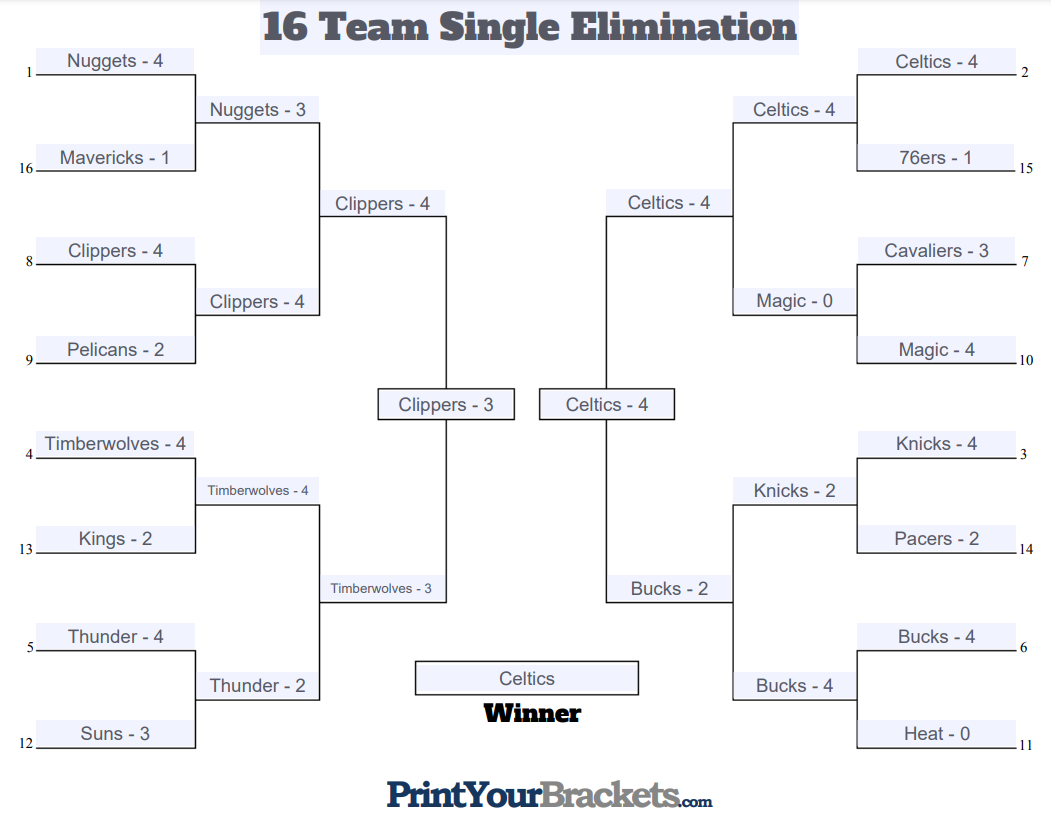 16 Team Single Elimination
1 Nuggets - 4
16 Mavericks - 1
8 Clippers - 4
9 Pelicans - 2
4 Timberwolves - 4
13 Kings - 2
5 Thunder - 4
12 Suns - 3
Nuggets - 3
Clippers - 4
Timberwolves - 4
Thunder - 2
Clippers - 4
Timberwolves - 3
Clippers - 3
Celtics - 4
Celtics - 4
Bucks - 2
Celtics - 4
Magic - 0
Knicks - 2
Bucks - 4
Celtics - 4 2
76ers - 1 15
Cavaliers - 3 7
Magic - 4 10
Knicks - 4 3
Pacers - 2 14
Bucks - 4 6
Heat - 0 11
Celtics
Winner
PrintYourBrackets.com